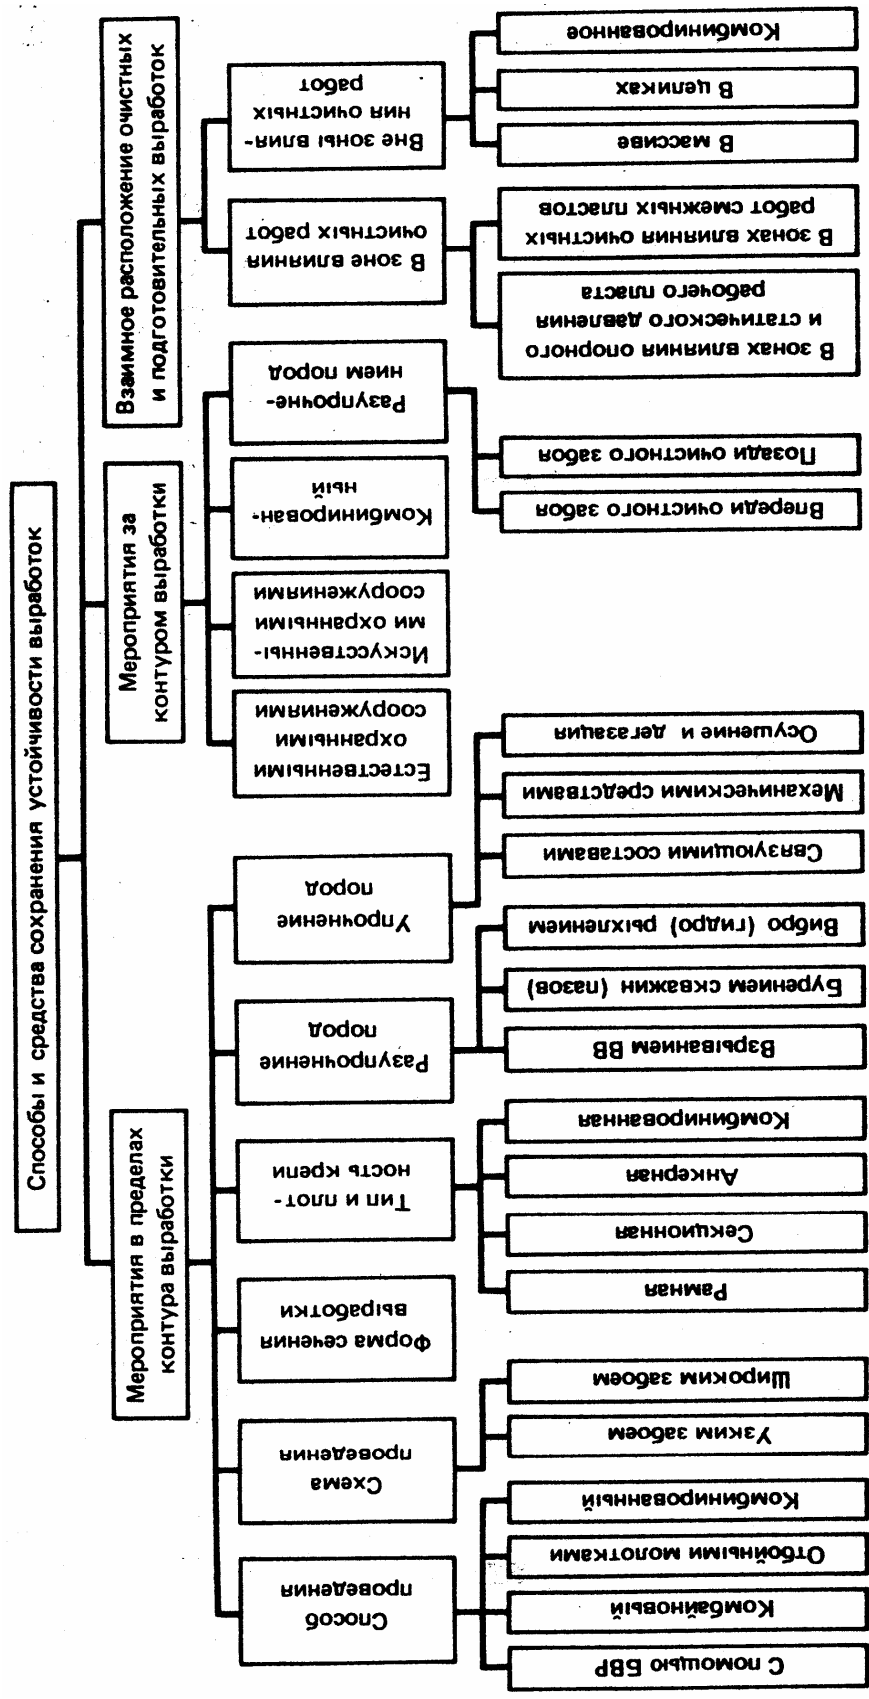 Способы и средства сохранения устойчивости выработок
Мероприятия в пределах
контура выработки
Мероприятия за
контуром выработки
Взаимное расположение очистных
и подготовительных выработок
Способ
проведения
Схема
проведения
Форма сечения
выработки
Тип и плот-
ность крепи
Разупрочнение
пород
Упрочнение
пород
Естественными
охранными
сооружениями
Искусственны-
ми охранными
сооружениями
Комбинирован-
ный
Разупрочне-
нием пород
В зоне влияния
очистных работ
Вне зоны влия-
ния очистных
работ
С помощью БВР
Комбайновый
Отбойными молотками
Комбинированный
Узким забоем
Широким забоем
Рамная
Секционная
Анкерная
Комбинированная
Взрыванием ВВ
Бурением скважин (пазов)
Вибро (гидро) рыхлением
Связующими составами
Механическими средствами
Осушение и дегазация
Впереди очистного забоя
Позади очистного забоя
В зонах влияния опорного
и статического давления
рабочего пласта
В зонах влияния очистных
работ смежных пластов
В массиве
В целиках
Комбинированное